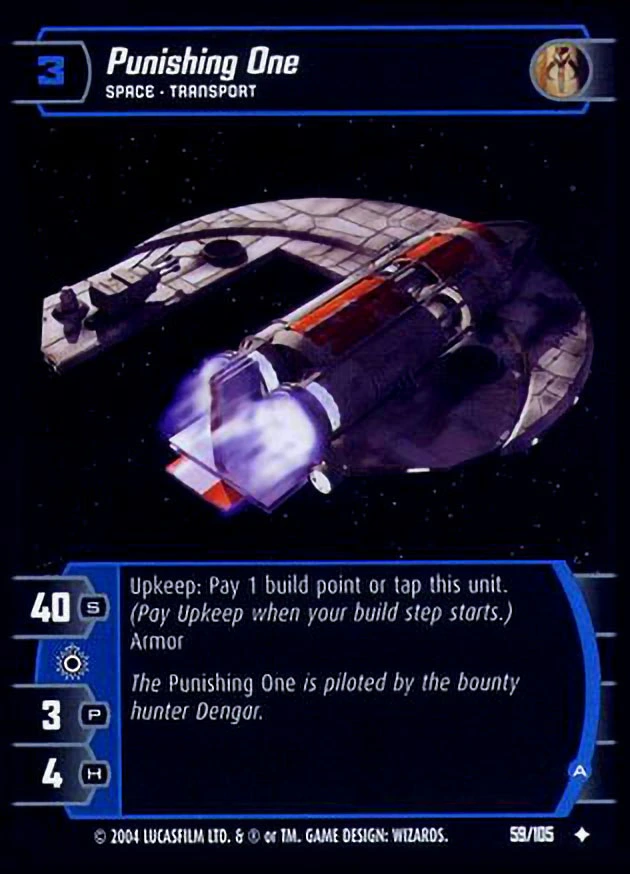 3
Punishing One
SPACE · TRANSPORT
Upkeep: Pay 1 build point or tap this unit.
(Pay Upkeep when your build step starts.)
Armor
The Punishing One is piloted by the bounty
hunter Dengar.
40 S
3 P
4 H
A
© 2004 LUCASFILM LTD. & ® or TM. GAME DESIGN: WIZARDS.
59/105